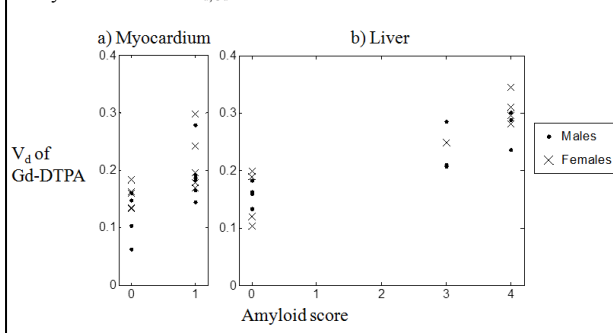 a) Myocardium b) Liver
0.4 0.4
0.3 0.3
0.2 0.2
0.1 0.1
0 0
0 1 0 1 2 3 4
V_d of
Gd-DTPA
Amyloid score
Males
Females